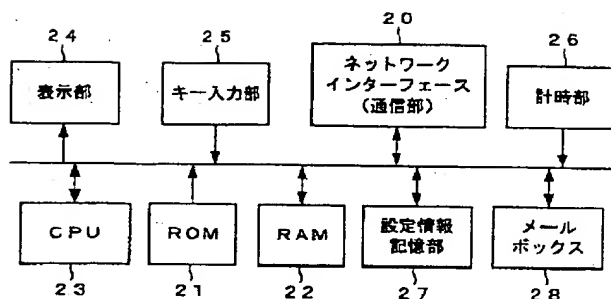 24 25 20 26
表示部
キー入力部
ネットワーク
インターフェース
(通信部)
計時部
CPU
ROM
RAM
設定情報
記憶部
メール
ボックス
23 21 22 27 28